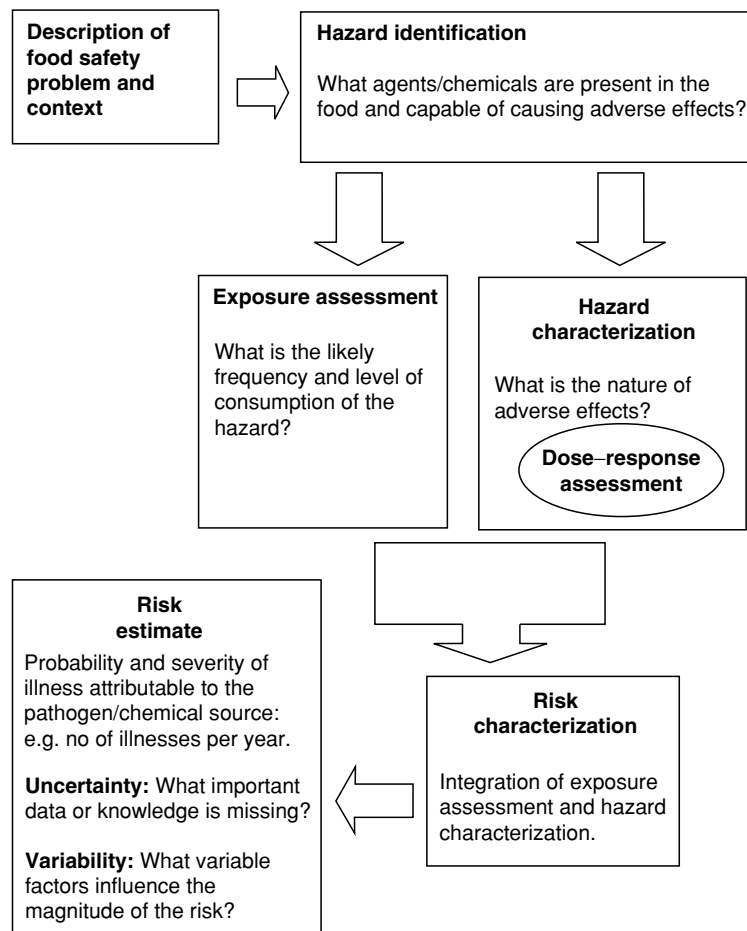 Description of
food safety
problem and
context
Hazard identification
What agents/chemicals are present in the
food and capable of causing adverse effects?
Exposure assessment
What is the likely
frequency and level of
consumption of the
hazard?
Hazard
characterization
What is the nature of
adverse effects?
Dose–response
assessment
Risk
characterization
Integration of exposure
assessment and hazard
characterization.
Risk
estimate
Probability and severity of
illness attributable to the
pathogen/chemical source:
e.g. no of illnesses per year.
Uncertainty: What important
data or knowledge is missing?
Variability: What variable
factors influence the
magnitude of the risk?